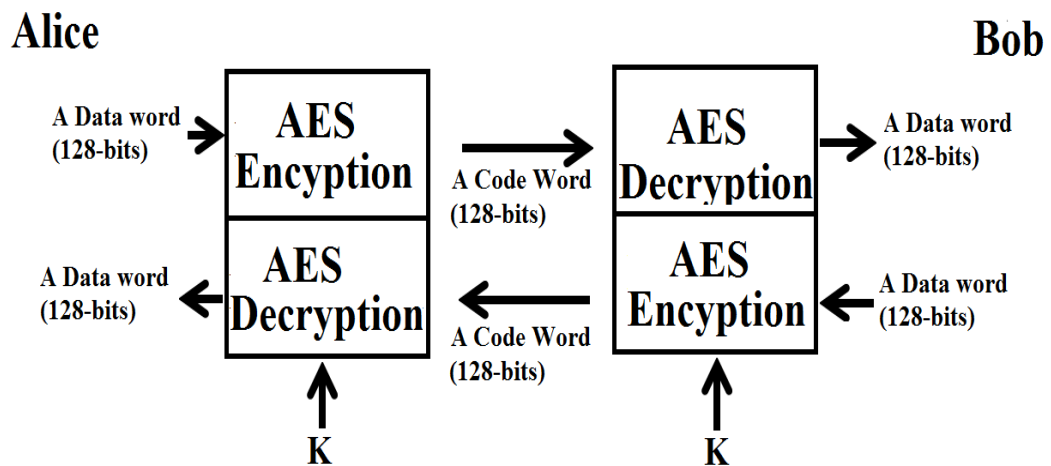 Alice
Bob
A Data word
(128-bits)
AES
Encyption
A Code Word
(128-bits)
AES
Decryption
A Data word
(128-bits)
A Data word
(128-bits)
AES
Decryption
A Code Word
(128-bits)
AES
Encyption
A Data word
(128-bits)
K
K